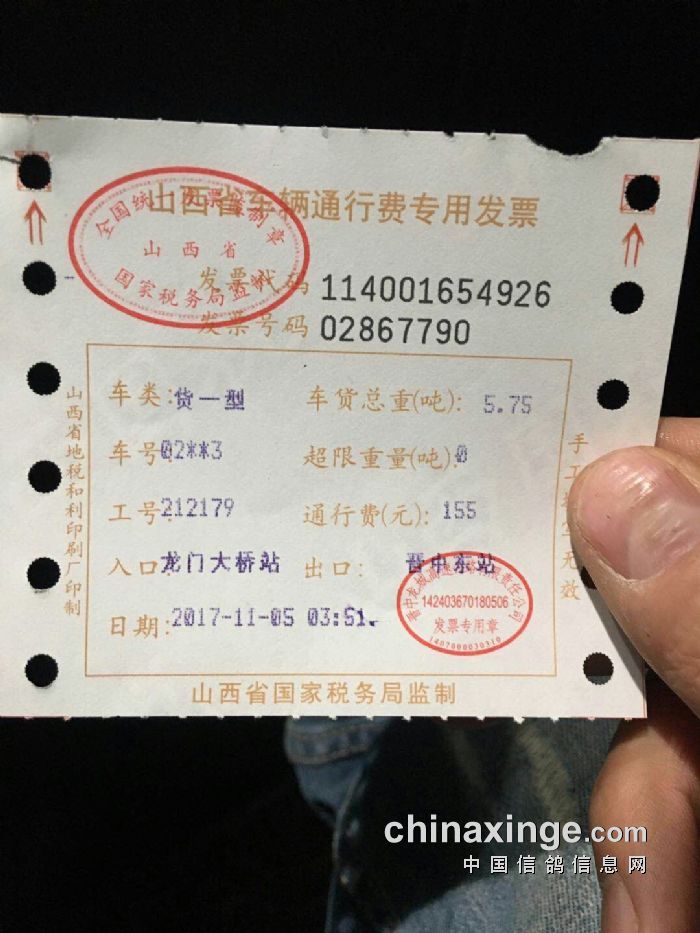 山西省车辆通行费专用发票
全国统一发票监制章
山西省
国家税务局监制
发票代码 114001654926
发票号码 02867790
车类:货一型 车货总重(吨): 5.75
车号:02**3 超限重量(吨):0
工号:212179 通行费(元): 155
入口:龙门大桥站 出口: 晋中东站
日期:2017-11-05 03:51
142403670180506
发票专用章
1407000030310
山西省国家税务局监制
山西省地税和利印刷厂印制
手工 无效
chinaxinge.com
中国信鸽信息网